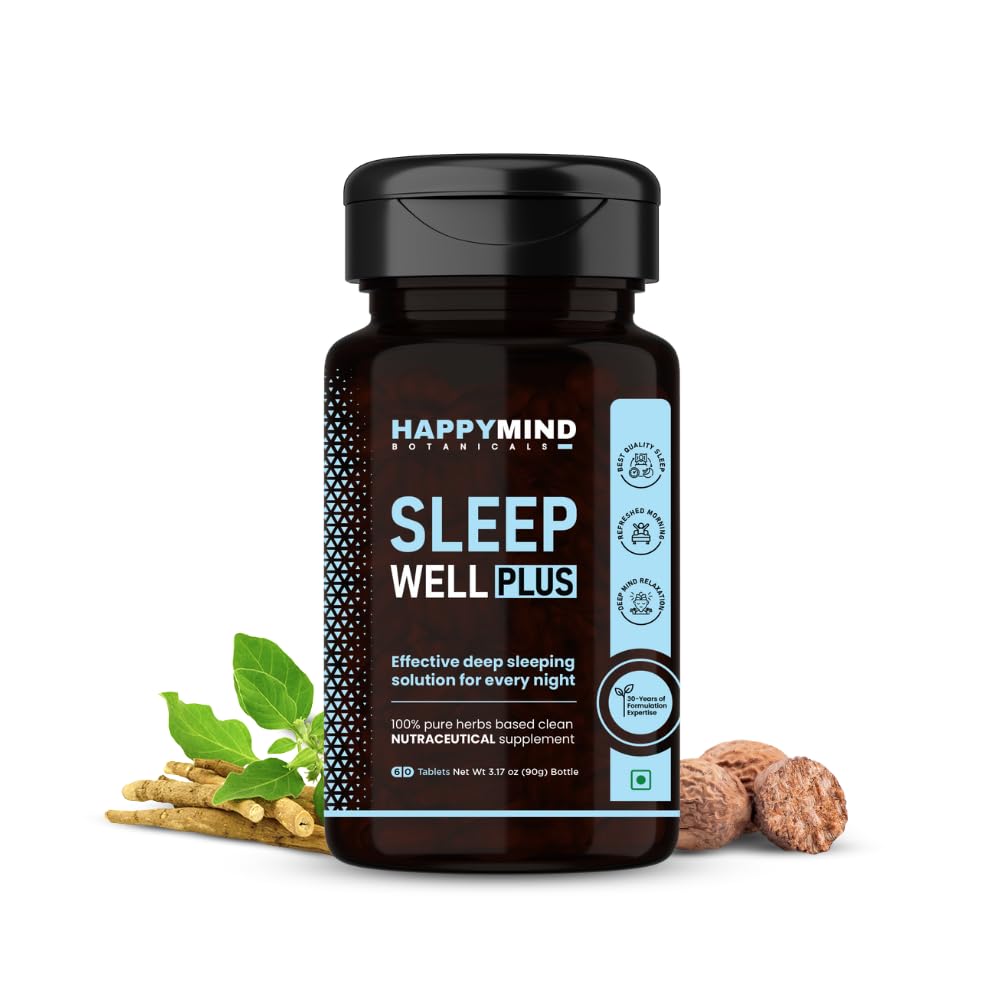 HAPPYMIND
BOTANICALS
SLEEP
WELL PLUS
Effective deep sleeping
solution for every night
100% pure herbs based clean
NUTRACEUTICAL supplement
60 Tablets Net Wt 3.17 oz (90g) Bottle
BEST QUALITY SLEEP
REFRESHED MORNING
DEEP MIND RELAXATION
30-Years of
Formulation
Expertise